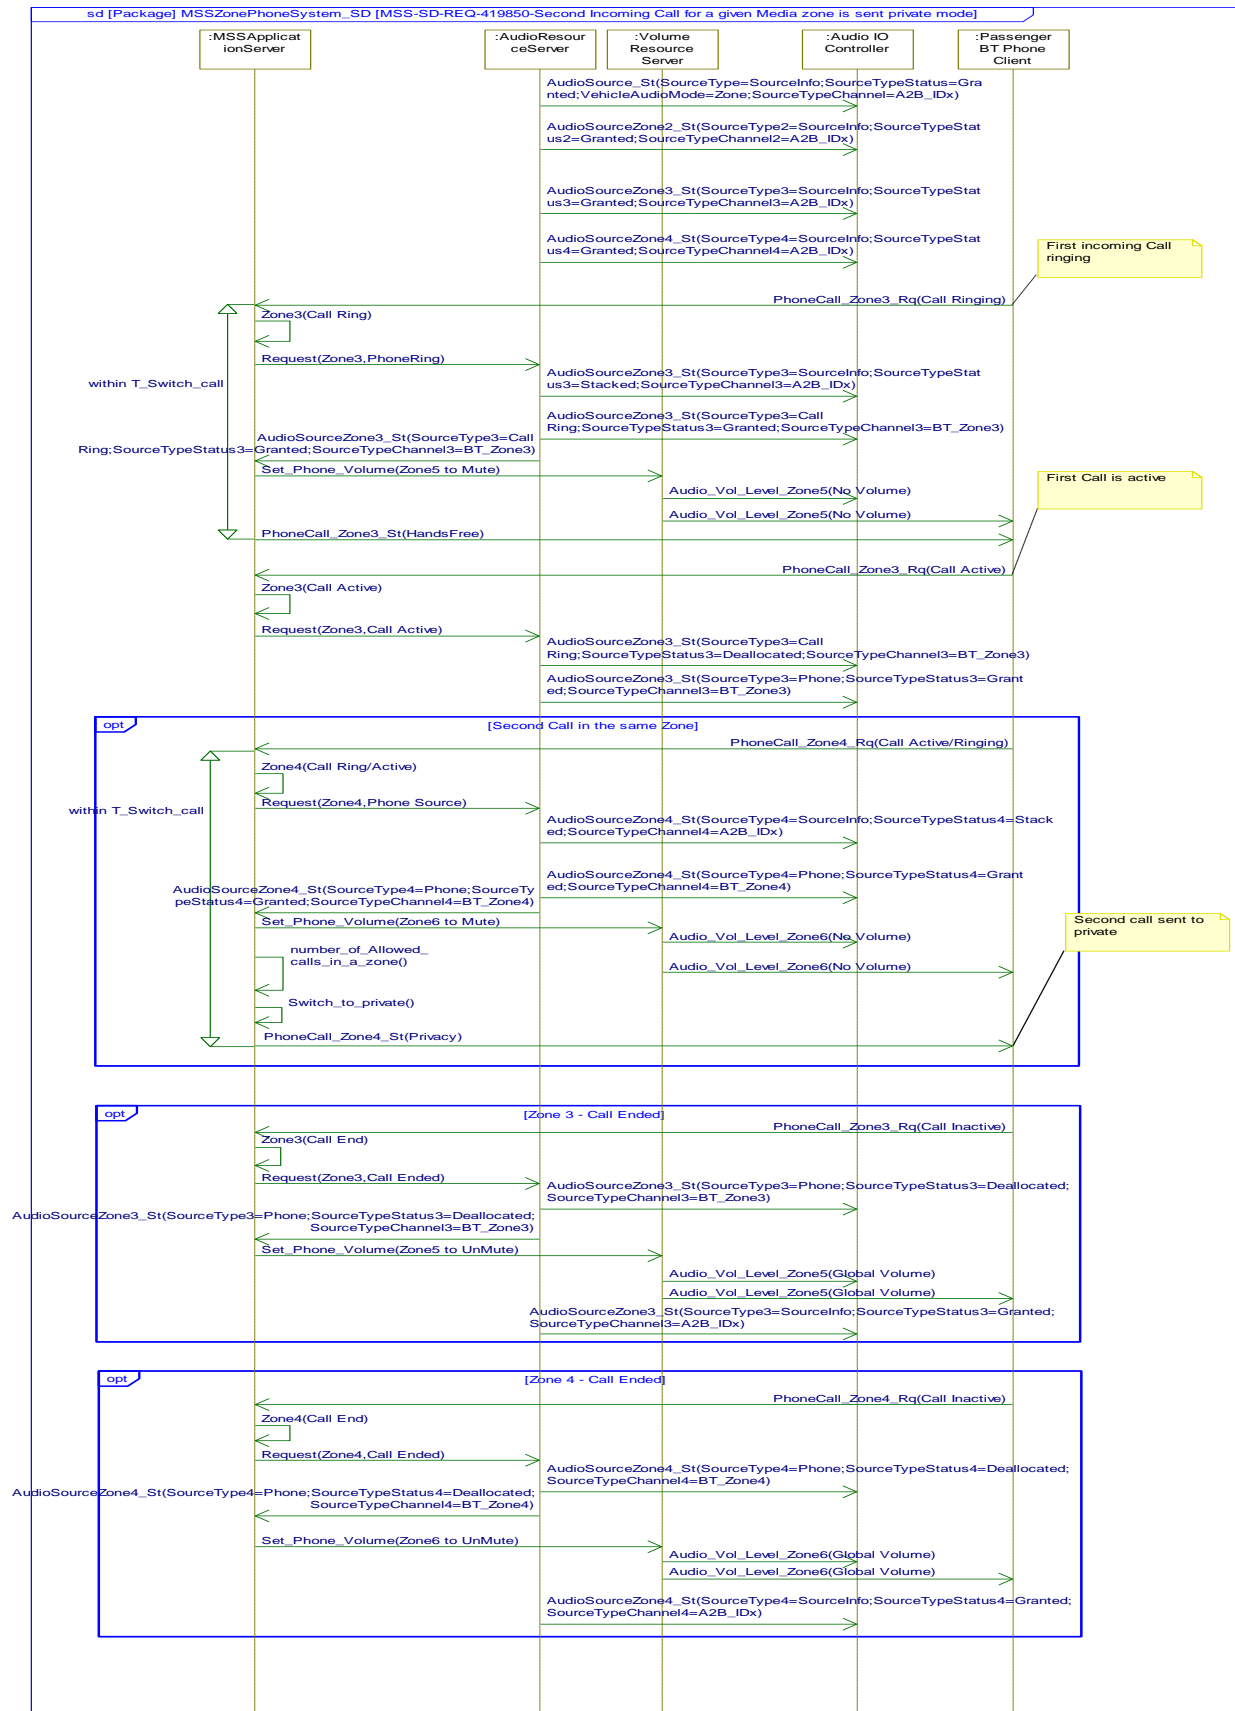 sd [Package] MSSZonePhoneSystem_SD [MSS-SD-REQ-419850-Second Incoming Call for a given Media zone is sent private mode]
:MSSApplicat
ionServer
:AudioResour
ceServer
:Volume
Resource
Server
:Audio IO
Controller
:Passenger
BT Phone
Client
AudioSource_St(SourceType=SourceInfo;SourceTypeStatus=Gra
nted;VehicleAudioMode=Zone;SourceTypeChannel=A2B_IDx)
AudioSourceZone2_St(SourceType2=SourceInfo;SourceTypeStat
us2=Granted;SourceTypeChannel2=A2B_IDx)
AudioSourceZone3_St(SourceType3=SourceInfo;SourceTypeStat
us3=Granted;SourceTypeChannel3=A2B_IDx)
AudioSourceZone4_St(SourceType4=SourceInfo;SourceTypeStat
us4=Granted;SourceTypeChannel4=A2B_IDx)
First incoming Call
ringing
PhoneCall_Zone3_Rq(Call Ringing)
Zone3(Call Ring)
Request(Zone3,PhoneRing)
within T_Switch_call
AudioSourceZone3_St(SourceType3=SourceInfo;SourceTypeStat
us3=Stacked;SourceTypeChannel3=A2B_IDx)
AudioSourceZone3_St(SourceType3=Call
Ring;SourceTypeStatus3=Granted;SourceTypeChannel3=BT_Zone3)
AudioSourceZone3_St(SourceType3=Call
Ring;SourceTypeStatus3=Granted;SourceTypeChannel3=BT_Zone3)
Set_Phone_Volume(Zone5 to Mute)
Audio_Vol_Level_Zone5(No Volume)
Audio_Vol_Level_Zone5(No Volume)
First Call is active
PhoneCall_Zone3_St(HandsFree)
PhoneCall_Zone3_Rq(Call Active)
Zone3(Call Active)
Request(Zone3,Call Active)
AudioSourceZone3_St(SourceType3=Call
Ring;SourceTypeStatus3=Deallocated;SourceTypeChannel3=BT_Zone3)
AudioSourceZone3_St(SourceType3=Phone;SourceTypeStatus3=Grant
ed;SourceTypeChannel3=BT_Zone3)
opt
[Second Call in the same Zone]
PhoneCall_Zone4_Rq(Call Active/Ringing)
Zone4(Call Ring/Active)
Request(Zone4,Phone Source)
within T_Switch_call
AudioSourceZone4_St(SourceType4=SourceInfo;SourceTypeStatus4=Stack
ed;SourceTypeChannel4=A2B_IDx)
AudioSourceZone4_St(SourceType4=Phone;SourceTypeStatus4=Grant
ed;SourceTypeChannel4=BT_Zone4)
AudioSourceZone4_St(SourceType4=Phone;SourceTy
peStatus4=Granted;SourceTypeChannel4=BT_Zone4)
Set_Phone_Volume(Zone6 to Mute)
Audio_Vol_Level_Zone6(No Volume)
Second call sent to
private
number_of_Allowed_
calls_in_a_zone()
Audio_Vol_Level_Zone6(No Volume)
Switch_to_private()
PhoneCall_Zone4_St(Privacy)
opt
[Zone 3 - Call Ended]
PhoneCall_Zone3_Rq(Call Inactive)
Zone3(Call End)
Request(Zone3,Call Ended)
AudioSourceZone3_St(SourceType3=Phone;SourceTypeStatus3=Deallocated;
SourceTypeChannel3=BT_Zone3)
AudioSourceZone3_St(SourceType3=Phone;SourceTypeStatus3=Deallocated;
SourceTypeChannel3=BT_Zone3)
Set_Phone_Volume(Zone5 to UnMute)
Audio_Vol_Level_Zone5(Global Volume)
Audio_Vol_Level_Zone5(Global Volume)
AudioSourceZone3_St(SourceType3=SourceInfo;SourceTypeStatus3=Granted;
SourceTypeChannel3=A2B_IDx)
opt
[Zone 4 - Call Ended]
PhoneCall_Zone4_Rq(Call Inactive)
Zone4(Call End)
Request(Zone4,Call Ended)
AudioSourceZone4_St(SourceType4=Phone;SourceTypeStatus4=Deallocated;
SourceTypeChannel4=BT_Zone4)
AudioSourceZone4_St(SourceType4=Phone;SourceTypeStatus4=Deallocated;
SourceTypeChannel4=BT_Zone4)
Set_Phone_Volume(Zone6 to UnMute)
Audio_Vol_Level_Zone6(Global Volume)
Audio_Vol_Level_Zone6(Global Volume)
AudioSourceZone4_St(SourceType4=SourceInfo;SourceTypeStatus4=Granted;
SourceTypeChannel4=A2B_IDx)